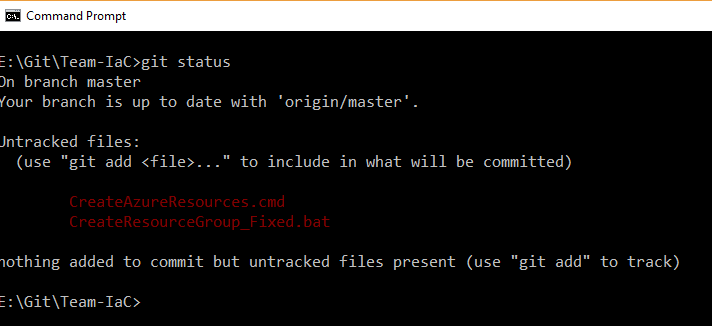 Command Prompt
E:\Git\Team-IaC>git status
On branch master
Your branch is up to date with 'origin/master'.
Untracked files:
(use "git add <file>..." to include in what will be committed)
CreateAzureResources.cmd
CreateResourceGroup_Fixed.bat
nothing added to commit but untracked files present (use "git add" to track)
E:\Git\Team-IaC>